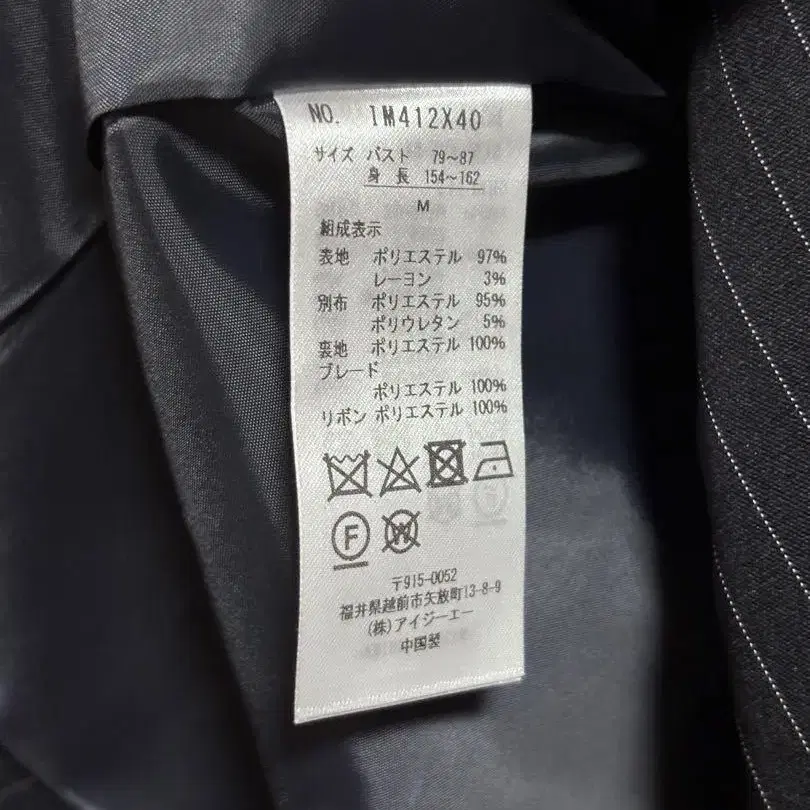 NO. IM412X40
サイズ バスト 79~87
身長 154~162
M
組成表示
表地 ポリエステル 97%
レーヨン 3%
別布 ポリエステル 95%
ポリウレタン 5%
裏地 ポリエステル 100%
ブレード
ポリエステル 100%
リボン ポリエステル 100%
F W
〒915-0052
福井県越前市矢放町13-8-9
(株)アイジーエー
中国製